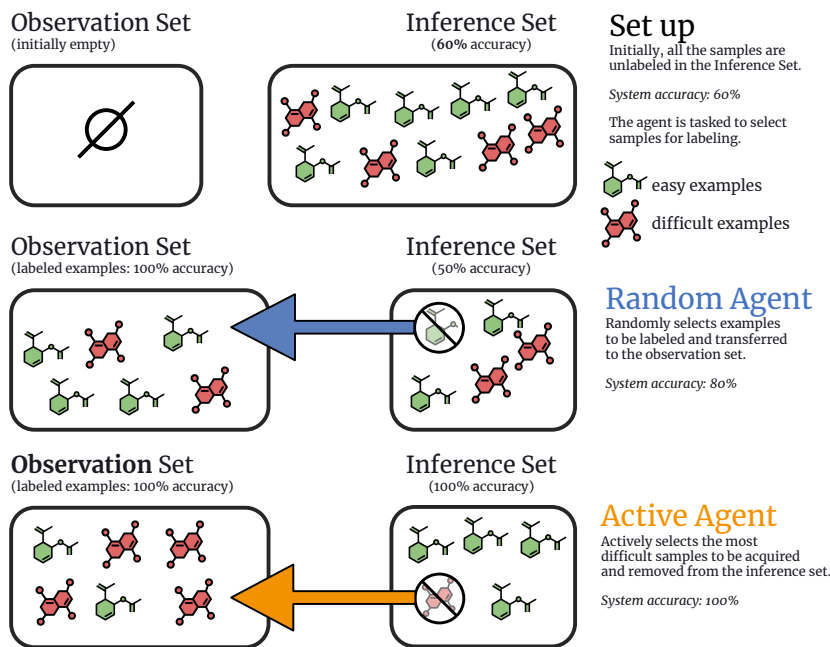 Observation Set
(initially empty)
Inference Set
(60% accuracy)
Set up
Initially, all the samples are
unlabeled in the Inference Set.
System accuracy: 60%
The agent is tasked to select
samples for labeling.
easy examples
difficult examples
Observation Set
(labeled examples: 100% accuracy)
Inference Set
(50% accuracy)
Random Agent
Randomly selects examples
to be labeled and transferred
to the observation set.
System accuracy: 80%
Observation Set
(labeled examples: 100% accuracy)
Inference Set
(100% accuracy)
Active Agent
Actively selects the most
difficult samples to be acquired
and removed from the inference set.
System accuracy: 100%